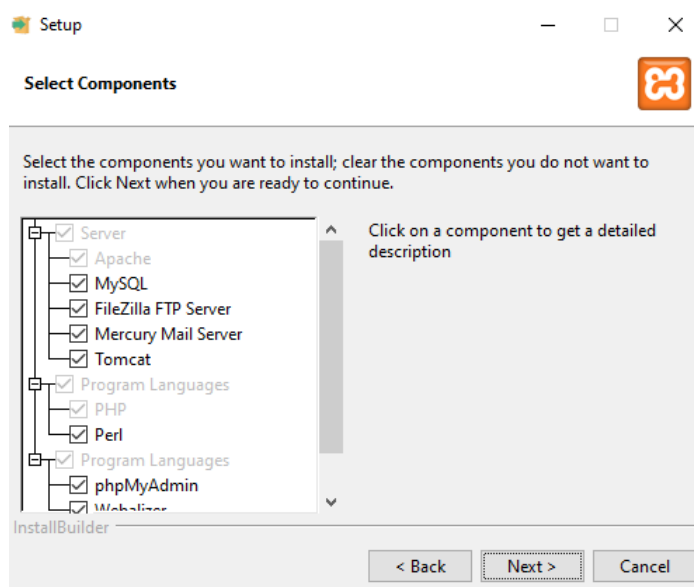 Setup
Select Components
Select the components you want to install; clear the components you do not want to
install. Click Next when you are ready to continue.
Server
Apache
MySQL
FileZilla FTP Server
Mercury Mail Server
Tomcat
Program Languages
PHP
Perl
Program Languages
phpMyAdmin
Webalizer
Click on a component to get a detailed
description
InstallBuilder
< Back
Next >
Cancel